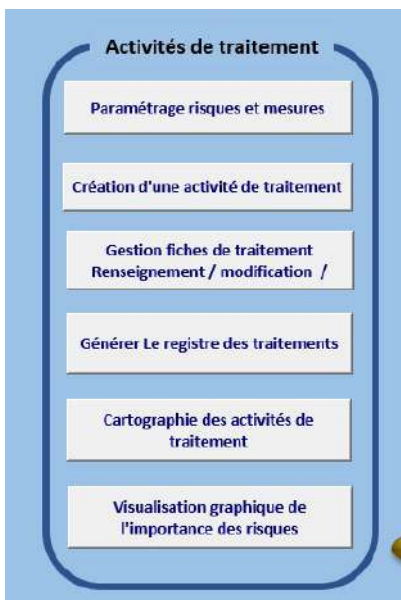 Activités de traitement
Paramétrage risques et mesures
Création d'une activité de traitement
Gestion fiches de traitement
Renseignement / modification /
Générer Le registre des traitements
Cartographie des activités de
traitement
Visualisation graphique de
l'importance des risques